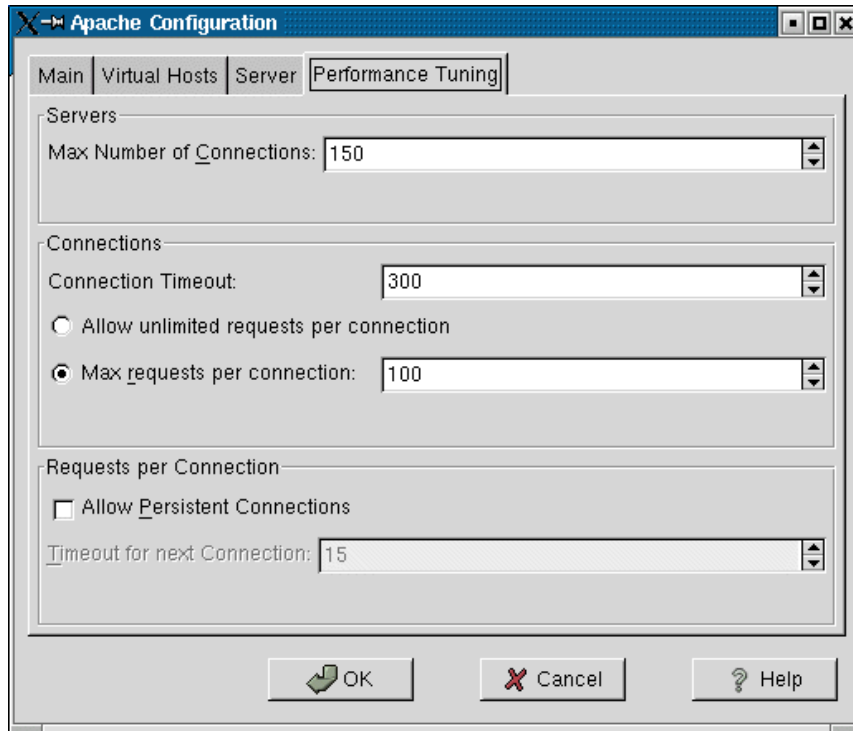 Apache Configuration
Main Virtual Hosts Server Performance Tuning
Servers
Max Number of Connections: 150
Connections
Connection Timeout: 300
Allow unlimited requests per connection
Max requests per connection: 100
Requests per Connection
Allow Persistent Connections
Timeout for next Connection: 15
OK Cancel Help